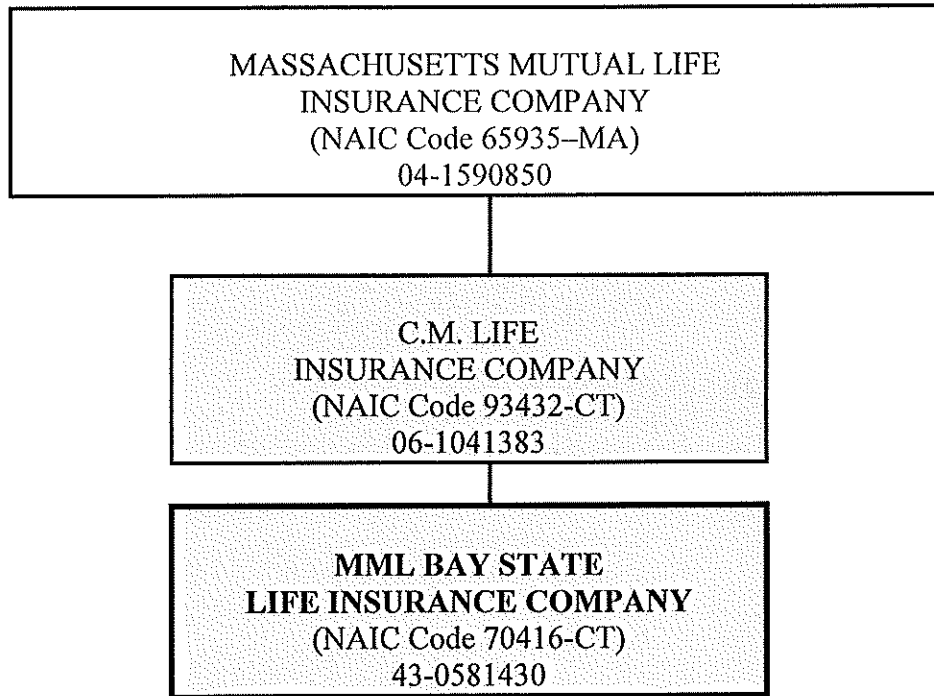 MASSACHUSETTS MUTUAL LIFE
INSURANCE COMPANY
(NAIC Code 65935–MA)
04-1590850
C.M. LIFE
INSURANCE COMPANY
(NAIC Code 93432-CT)
06-1041383
MML BAY STATE
LIFE INSURANCE COMPANY
(NAIC Code 70416-CT)
43-0581430